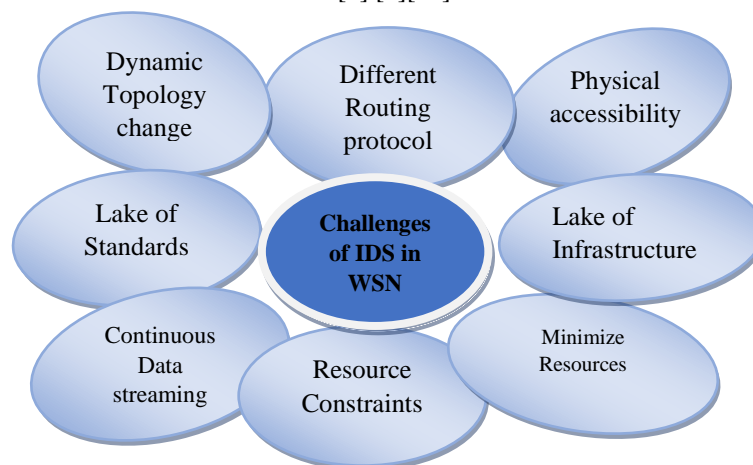 Dynamic
Topology
change
Different
Routing
protocol
Physical
accessibility
Lake of
Standards
Challenges
of IDS in
WSN
Lake of
Infrastructure
Continuous
Data
streaming
Resource
Constraints
Minimize
Resources